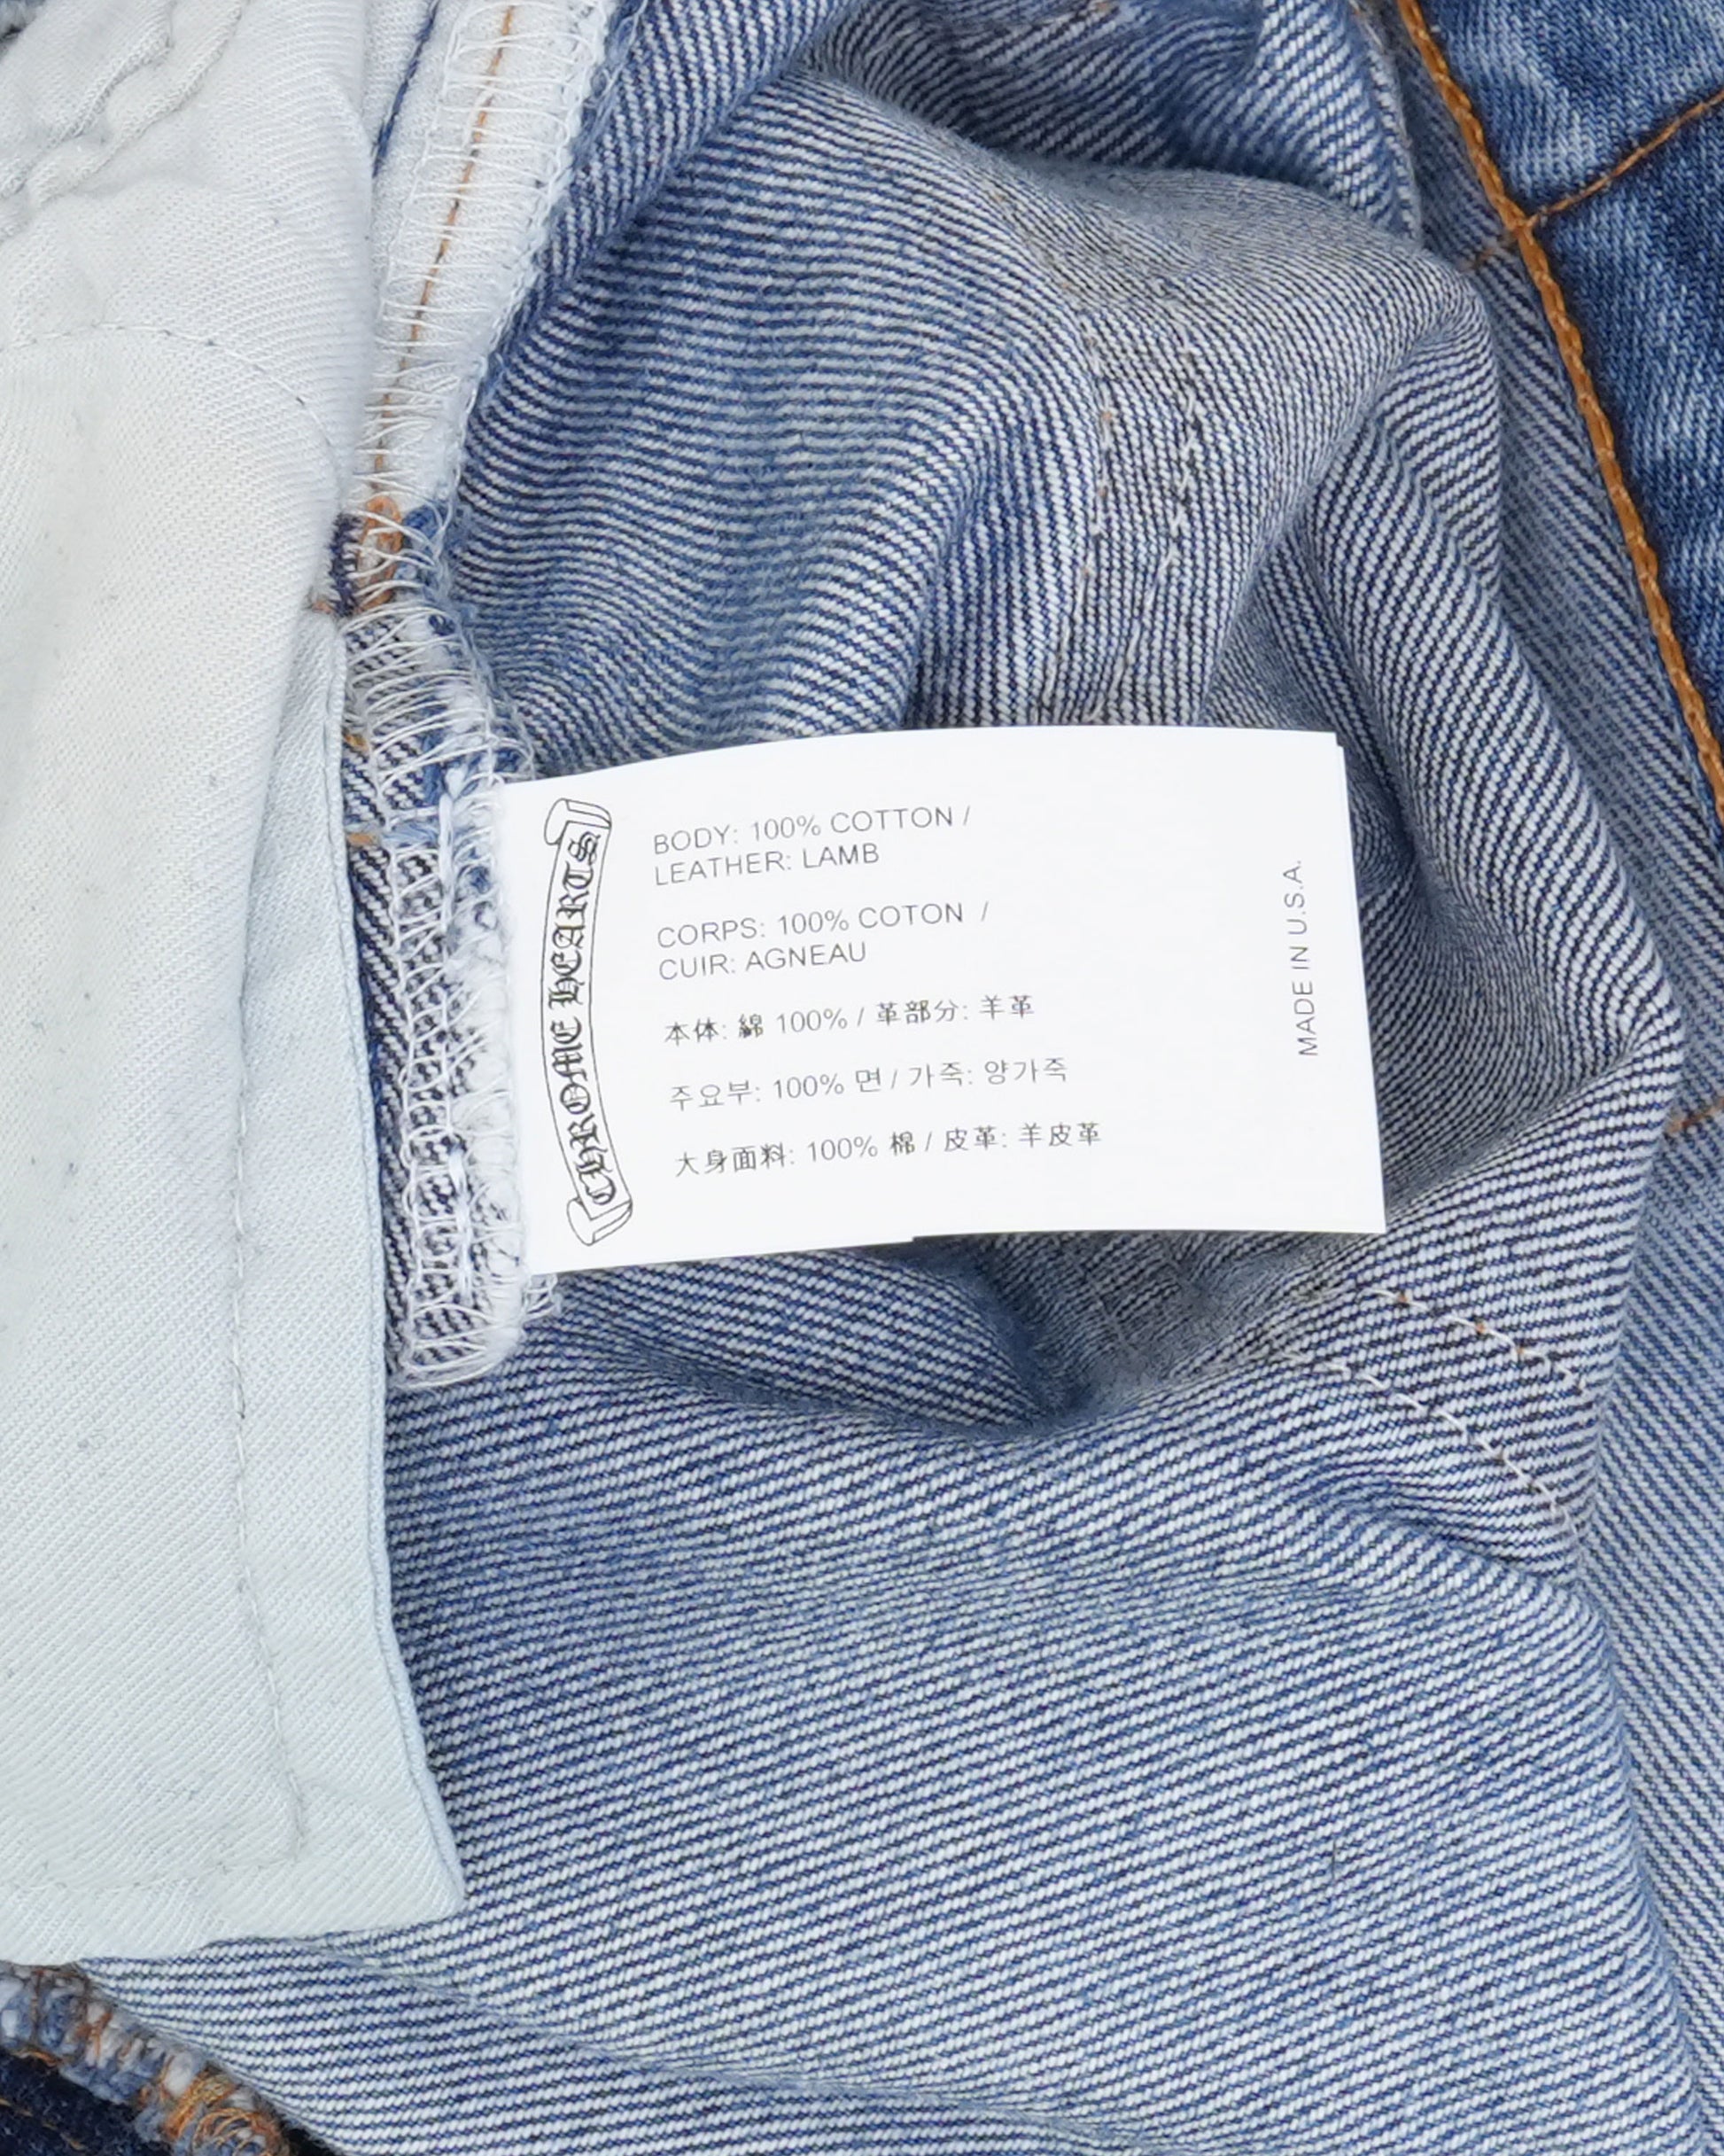 CHROME HEARTS
BODY: 100% COTTON /
LEATHER: LAMB
CORPS: 100% COTON /
CUIR: AGNEAU
本体: 綿 100% / 革部分: 羊革
주요부: 100% 면 / 가죽: 양가죽
大身面料: 100% 棉 / 皮革: 羊皮革
MADE IN U.S.A.